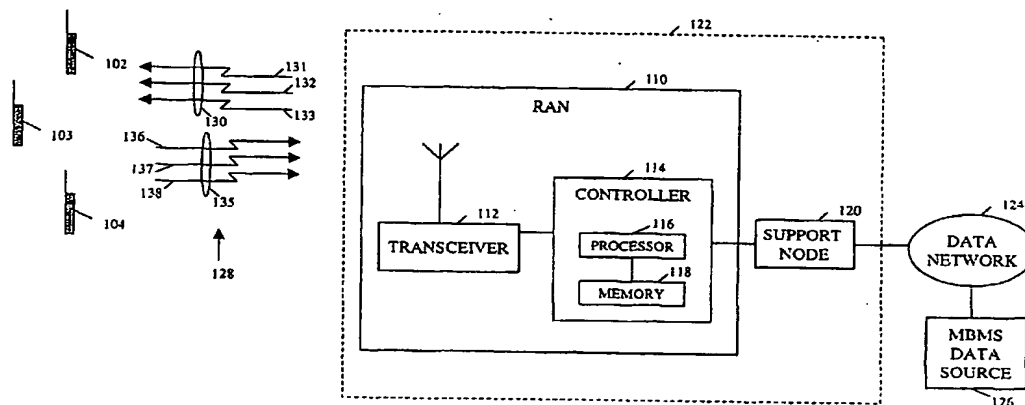 122
102
131
132
133
130
110
RAN
103
136
137
138
135
104
128
114
CONTROLLER
112
TRANSCEIVER
116
PROCESSOR
118
MEMORY
120
SUPPORT
NODE
124
DATA
NETWORK
MBMS
DATA
SOURCE
126